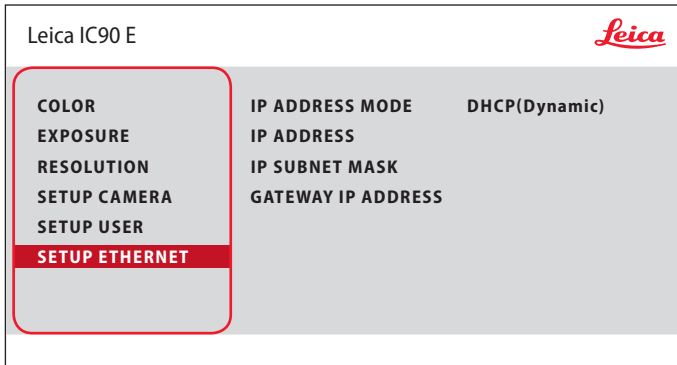 Leica IC90 E
Leica
COLOR
EXPOSURE
RESOLUTION
SETUP CAMERA
SETUP USER
SETUP ETHERNET
IP ADDRESS MODE DHCP(Dynamic)
IP ADDRESS
IP SUBNET MASK
GATEWAY IP ADDRESS